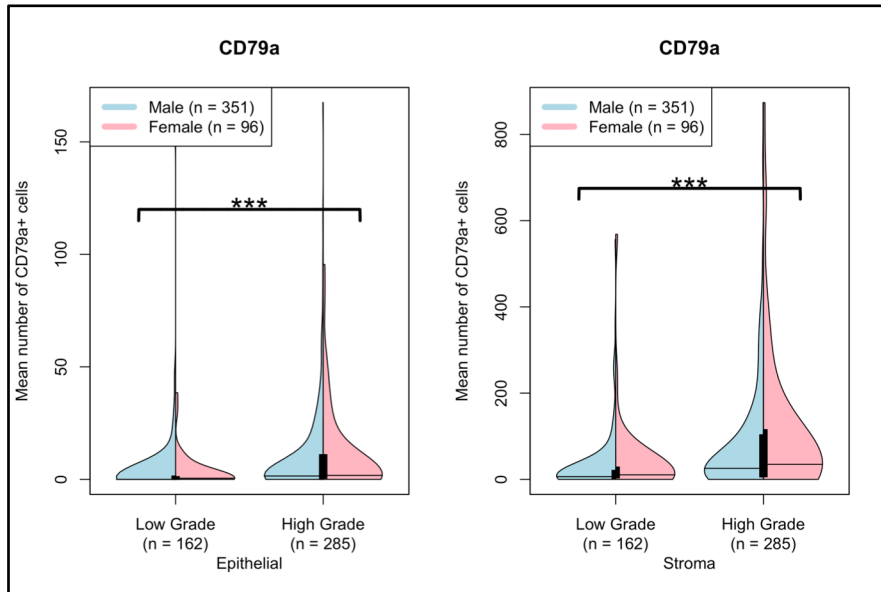 CD79a
Male (n = 351)
Female (n = 96)
Mean number of CD79a+ cells
150
100
50
0
***
Low Grade
(n = 162)
High Grade
(n = 285)
Epithelial
CD79a
Male (n = 351)
Female (n = 96)
Mean number of CD79a+ cells
800
600
400
200
0
***
Low Grade
(n = 162)
High Grade
(n = 285)
Stroma